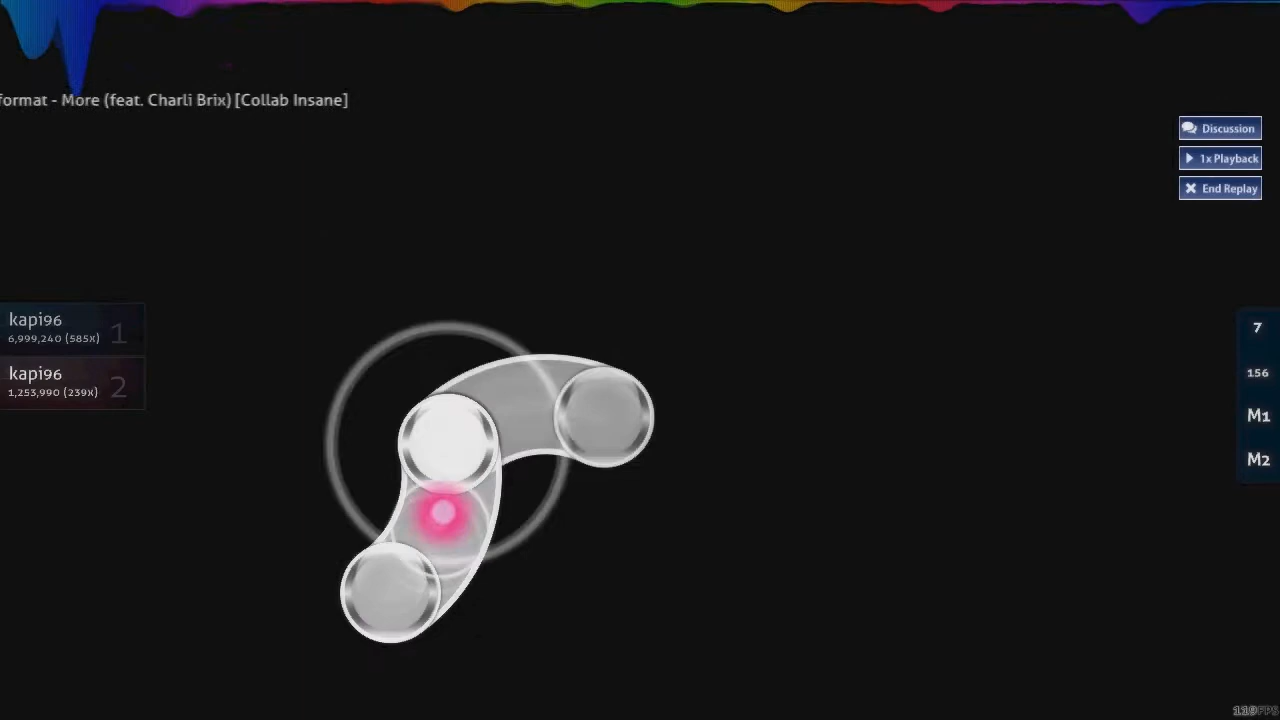 format - More (feat. Charli Brix) [Collab Insane]
Discussion
1x Playback
End Replay
kapi96
6,999,240 (585x)
1
kapi96
1,253,990 (239x)
2
7
156
M1
M2
119FPS